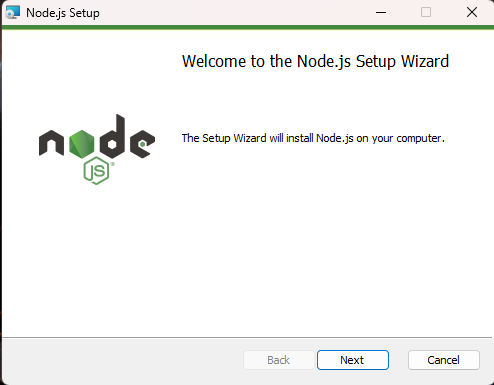 Node.js Setup
Welcome to the Node.js Setup Wizard
node
JS
The Setup Wizard will install Node.js on your computer.
Back
Next
Cancel